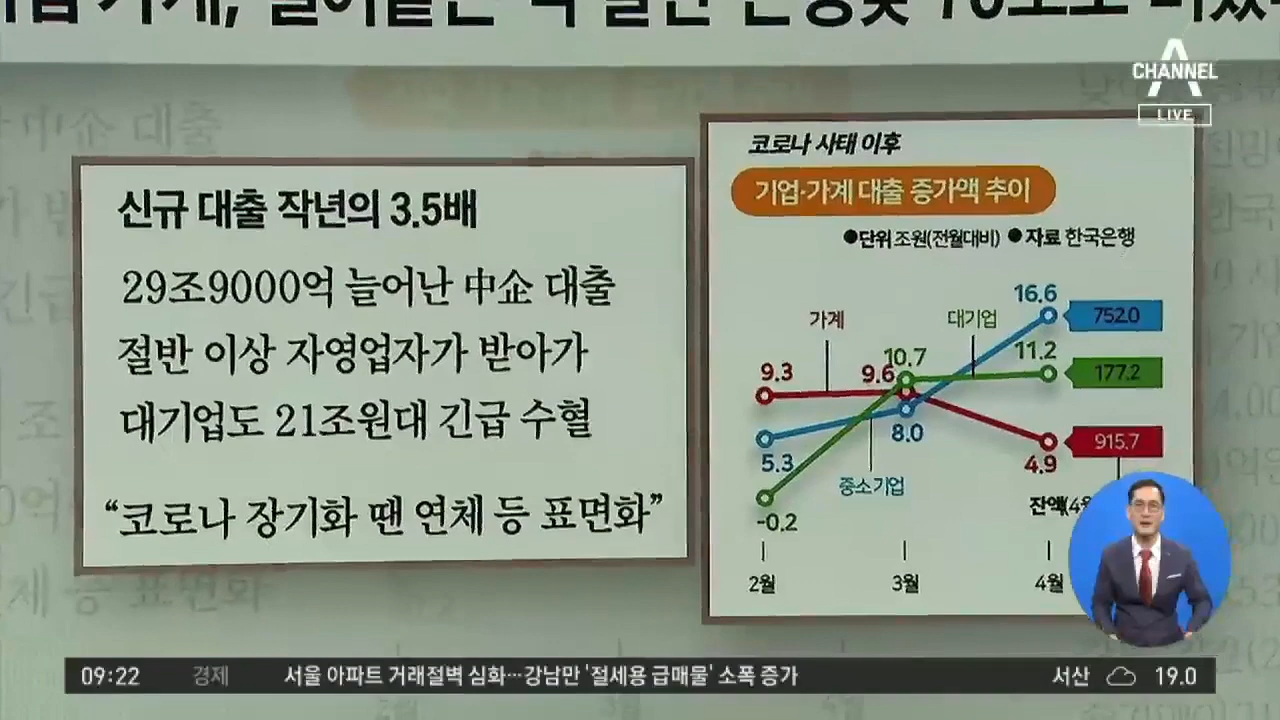 CHANNEL A
LIVE
신규 대출 작년의 3.5배
29조9000억 늘어난 中企 대출
절반 이상 자영업자가 받아가
대기업도 21조원대 긴급 수혈
“코로나 장기화 땐 연체 등 표면화”
코로나 사태 이후
기업·가계 대출 증가액 추이
●단위 조원(전월대비) ●자료 한국은행
16.6
752.0
가계
대기업
10.7
11.2
177.2
9.3
9.6
8.0
5.3
4.9
915.7
중소기업
-0.2
잔액(4
2월
3월
4월
09:22 경제 서울 아파트 거래절벽 심화…강남만 '절세용 급매물' 소폭 증가 서산 19.0